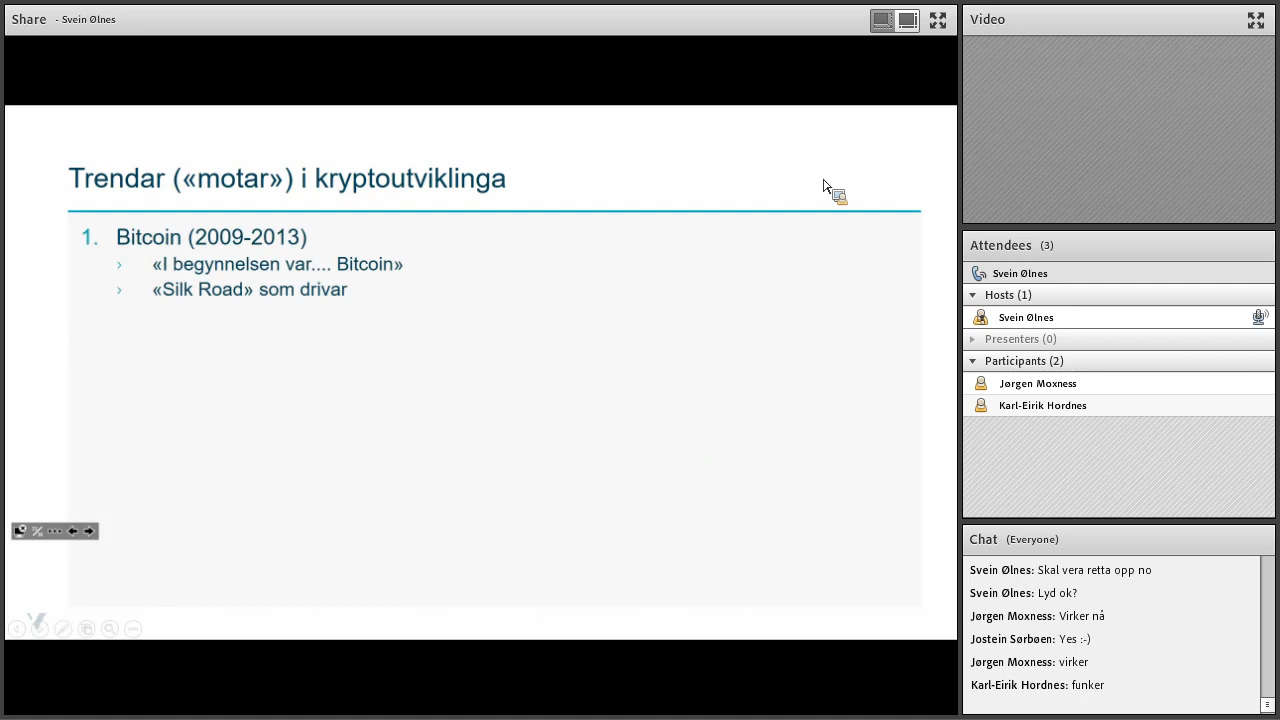 Share - Svein Ølnes
Trendar («motar») i kryptoutviklinga
1. Bitcoin (2009-2013)
› «I begynnelsen var.... Bitcoin»
› «Silk Road» som drivar
Video
Attendees (3)
Svein Ølnes
Hosts (1)
Svein Ølnes
Presenters (0)
Participants (2)
Jørgen Moxness
Karl-Eirik Hordnes
Chat (Everyone)
Svein Ølnes: Skal vera retta opp no
Svein Ølnes: Lyd ok?
Jørgen Moxness: Virker nå
Jostein Sørbøen: Yes :-)
Jørgen Moxness: virker
Karl-Eirik Hordnes: funker